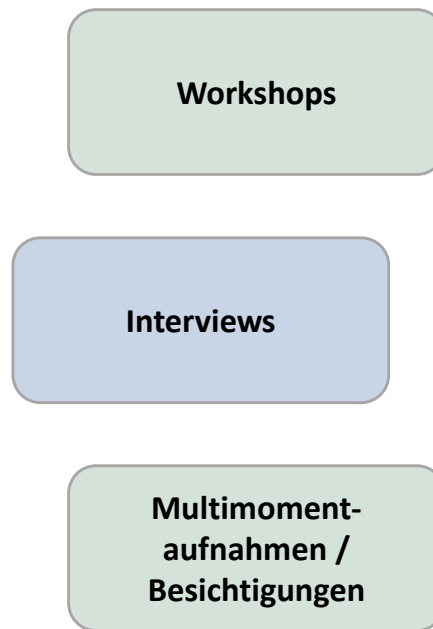 Workshops
Interviews
Multimoment-
aufnahmen /
Besichtigungen